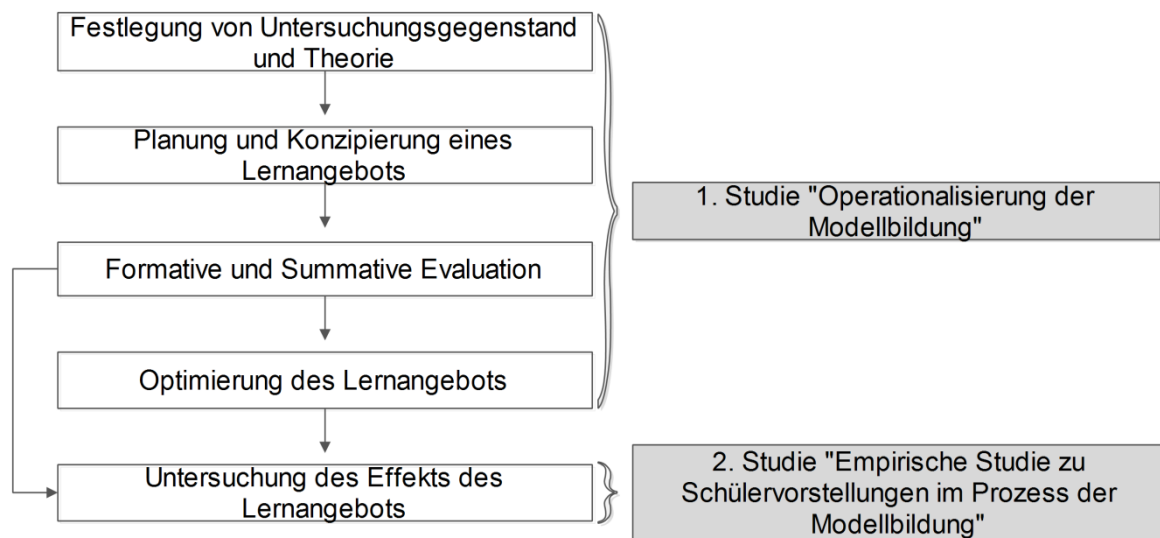 Festlegung von Untersuchungsgegenstand
und Theorie
Planung und Konzipierung eines
Lernangebots
Formative und Summative Evaluation
Optimierung des Lernangebots
Untersuchung des Effekts des
Lernangebots
1. Studie "Operationalisierung der
Modellbildung"
2. Studie "Empirische Studie zu
Schülervorstellungen im Prozess der
Modellbildung"